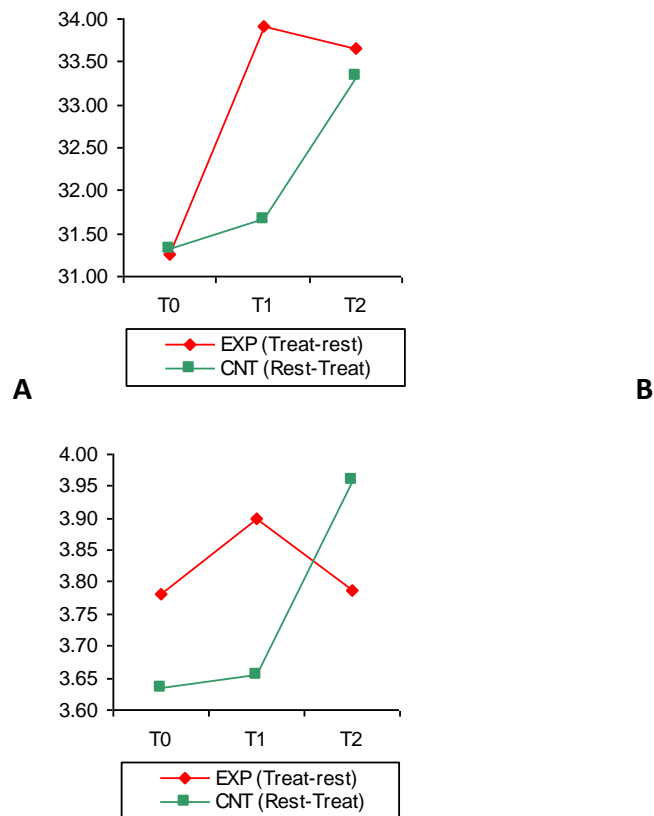 34.00
33.50
33.00
32.50
32.00
31.50
31.00
T0 T1 T2
EXP (Treat-rest)
CNT (Rest-Treat)
A B
4.00
3.95
3.90
3.85
3.80
3.75
3.70
3.65
3.60
T0 T1 T2
EXP (Treat-rest)
CNT (Rest-Treat)